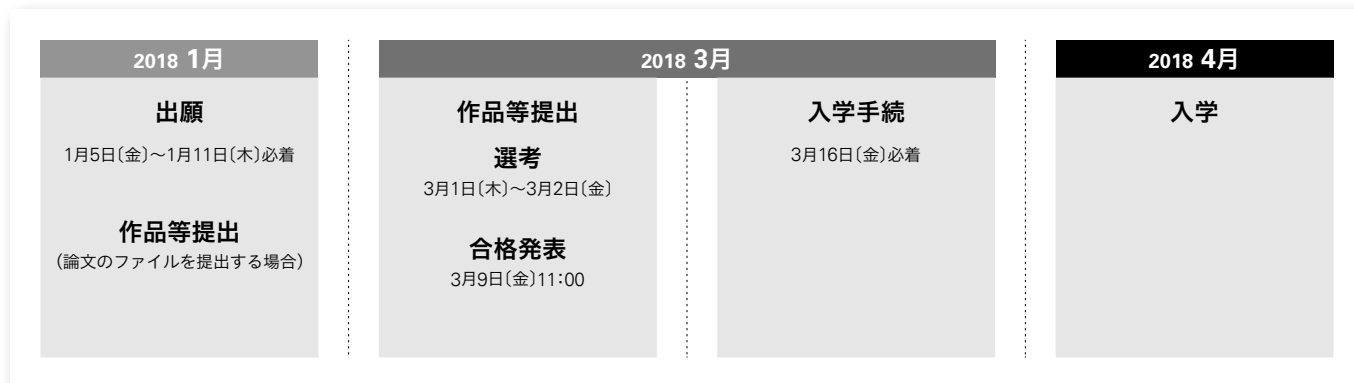 2018 1月
出願
1月5日〔金〕〜1月11日〔木〕必着
作品等提出
（論文のファイルを提出する場合）
2018 3月
作品等提出
選考
3月1日〔木〕〜3月2日〔金〕
合格発表
3月9日〔金〕11：00
入学手続
3月16日〔金〕必着
2018 4月
入学